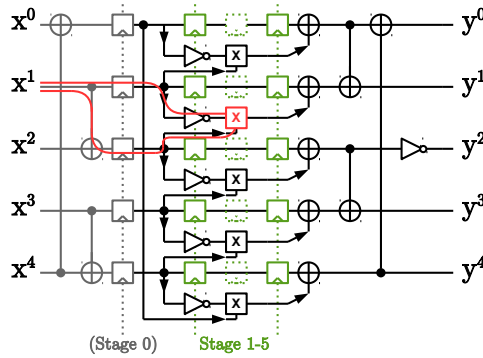 x⁰ y⁰
X
x¹ y¹
X
x² y²
X
x³ y³
X
x⁴ y⁴
X
(Stage 0) Stage 1-5